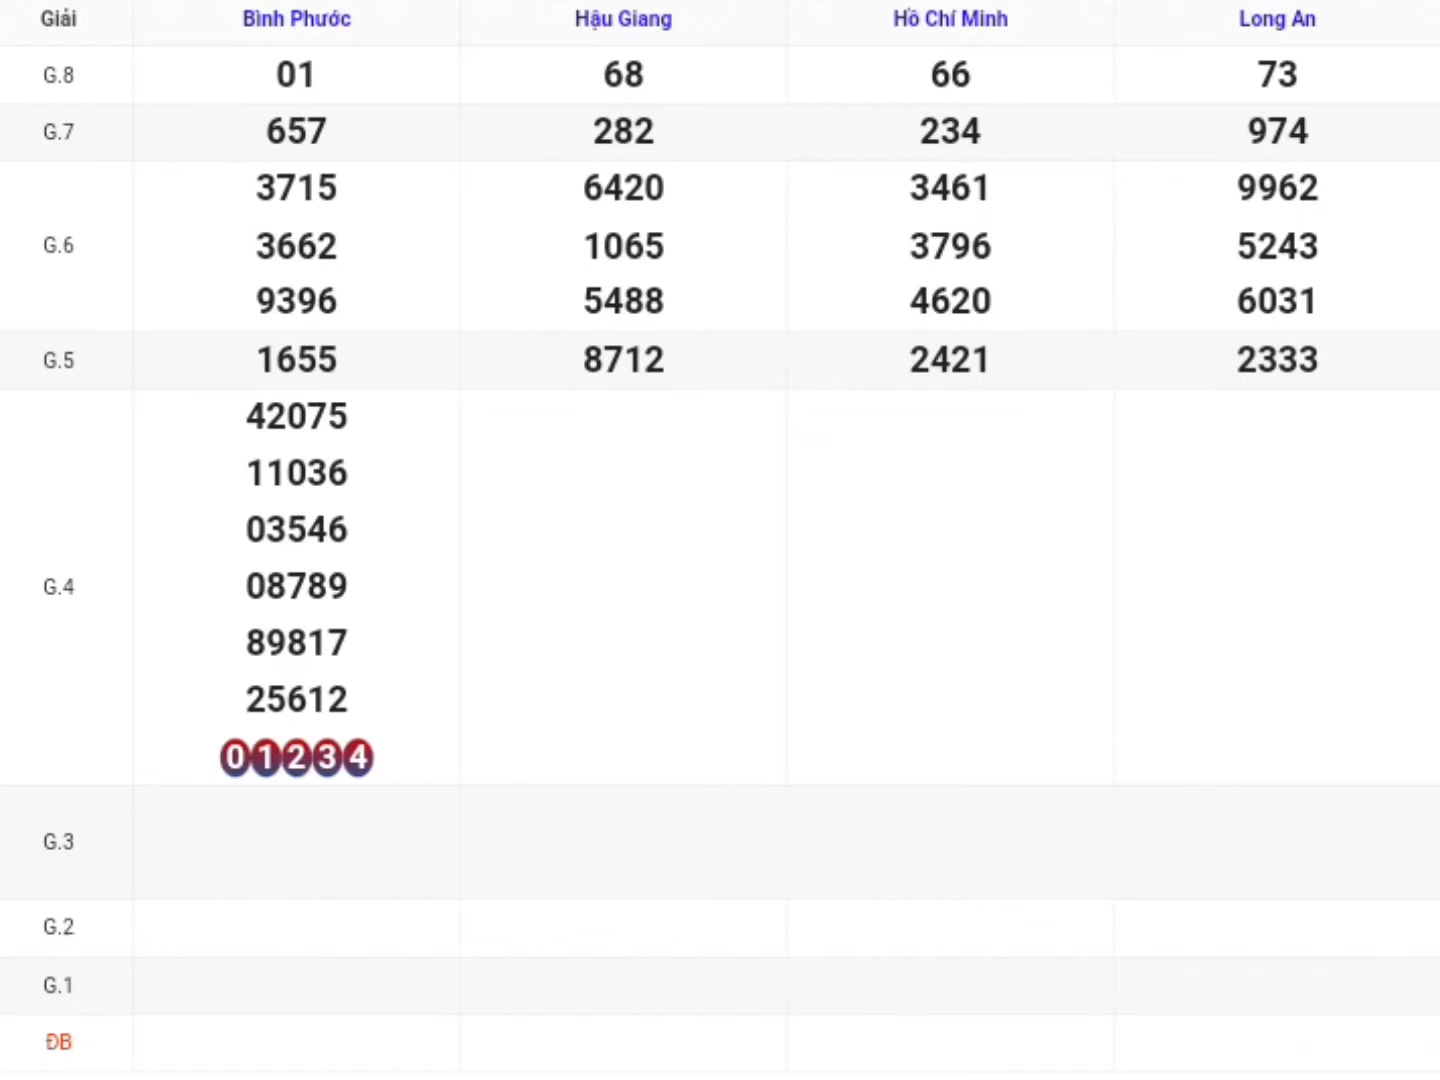 Giải Bình Phước Hậu Giang Hồ Chí Minh Long An
G.8 01 68 66 73
G.7 657 282 234 974
3715 6420 3461 9962
G.6 3662 1065 3796 5243
9396 5488 4620 6031
G.5 1655 8712 2421 2333
42075
11036
03546
G.4 08789
89817
25612
01234
G.3
G.2
G.1
ĐB